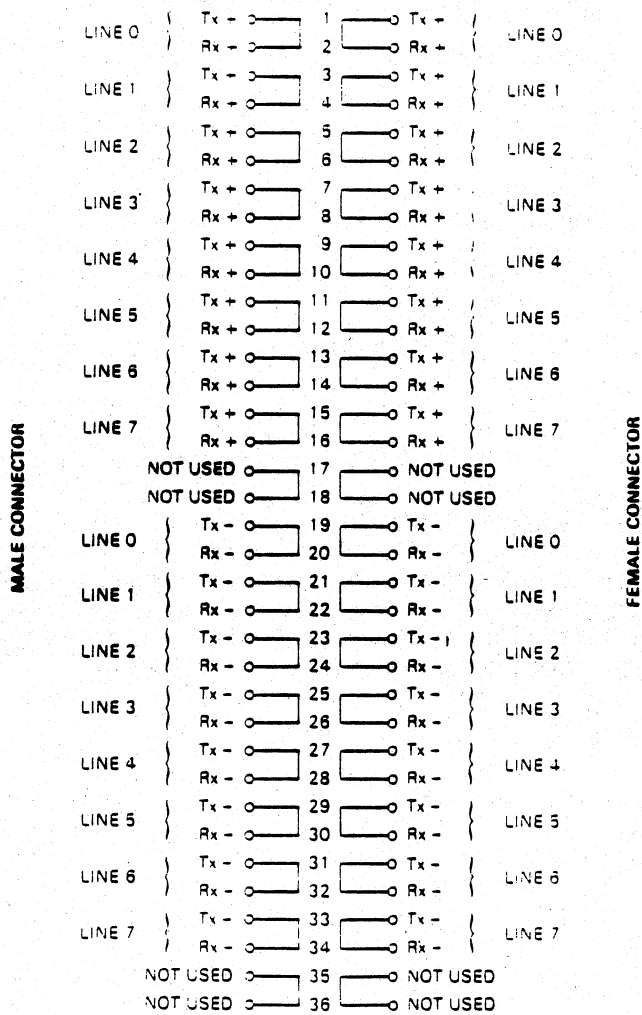 Tx + 1 Tx +
LINE 0 LINE 0
Rx + 2 Rx +
Tx + 3 Tx +
LINE 1 LINE 1
Rx + 4 Rx +
Tx + 5 Tx +
LINE 2 LINE 2
Rx + 6 Rx +
Tx + 7 Tx +
LINE 3 LINE 3
Rx + 8 Rx +
Tx + 9 Tx +
LINE 4 LINE 4
Rx + 10 Rx +
Tx + 11 Tx +
LINE 5 LINE 5
Rx + 12 Rx +
Tx + 13 Tx +
LINE 6 LINE 6
Rx + 14 Rx +
Tx + 15 Tx +
LINE 7 LINE 7
Rx + 16 Rx +
NOT USED 17 NOT USED
NOT USED 18 NOT USED
MALE CONNECTOR
FEMALE CONNECTOR
Tx - 19 Tx -
LINE 0 LINE 0
Rx - 20 Rx -
Tx - 21 Tx -
LINE 1 LINE 1
Rx - 22 Rx -
Tx - 23 Tx -
LINE 2 LINE 2
Rx - 24 Rx -
Tx - 25 Tx -
LINE 3 LINE 3
Rx - 26 Rx -
Tx - 27 Tx -
LINE 4 LINE 4
Rx - 28 Rx -
Tx - 29 Tx -
LINE 5 LINE 5
Rx - 30 Rx -
Tx - 31 Tx -
LINE 6 LINE 6
Rx - 32 Rx -
Tx - 33 Tx -
LINE 7 LINE 7
Rx - 34 Rx -
NOT USED 35 NOT USED
NOT USED 36 NOT USED